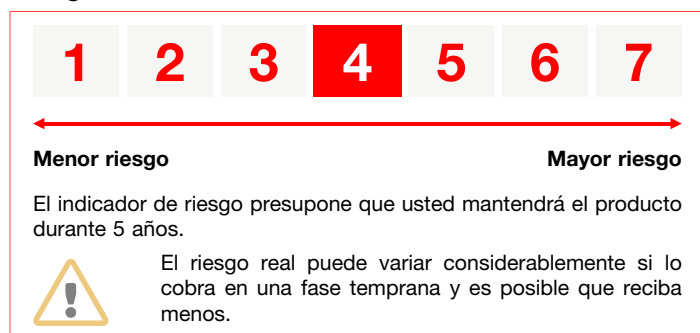 1 2 3 4 5 6 7
Menor riesgo Mayor riesgo
El indicador de riesgo presupone que usted mantendrá el producto
durante 5 años.
El riesgo real puede variar considerablemente si lo
cobra en una fase temprana y es posible que reciba
menos.